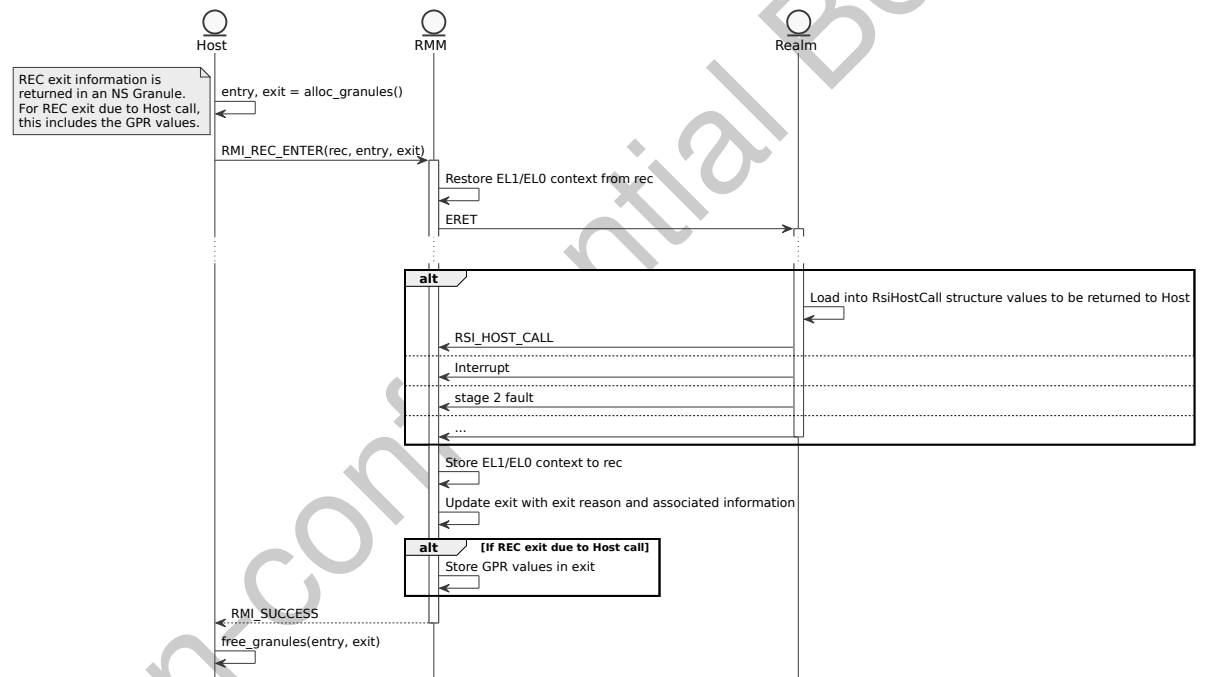 Host
RMM
Realm
REC exit information is
returned in an NS Granule.
For REC exit due to Host call,
this includes the GPR values.
entry, exit = alloc_granules()
RMI_REC_ENTER(rec, entry, exit)
Restore EL1/EL0 context from rec
ERET
alt
Load into RsiHostCall structure values to be returned to Host
RSI_HOST_CALL
Interrupt
stage 2 fault
...
Store EL1/EL0 context to rec
Update exit with exit reason and associated information
alt [If REC exit due to Host call]
Store GPR values in exit
RMI_SUCCESS
free_granules(entry, exit)